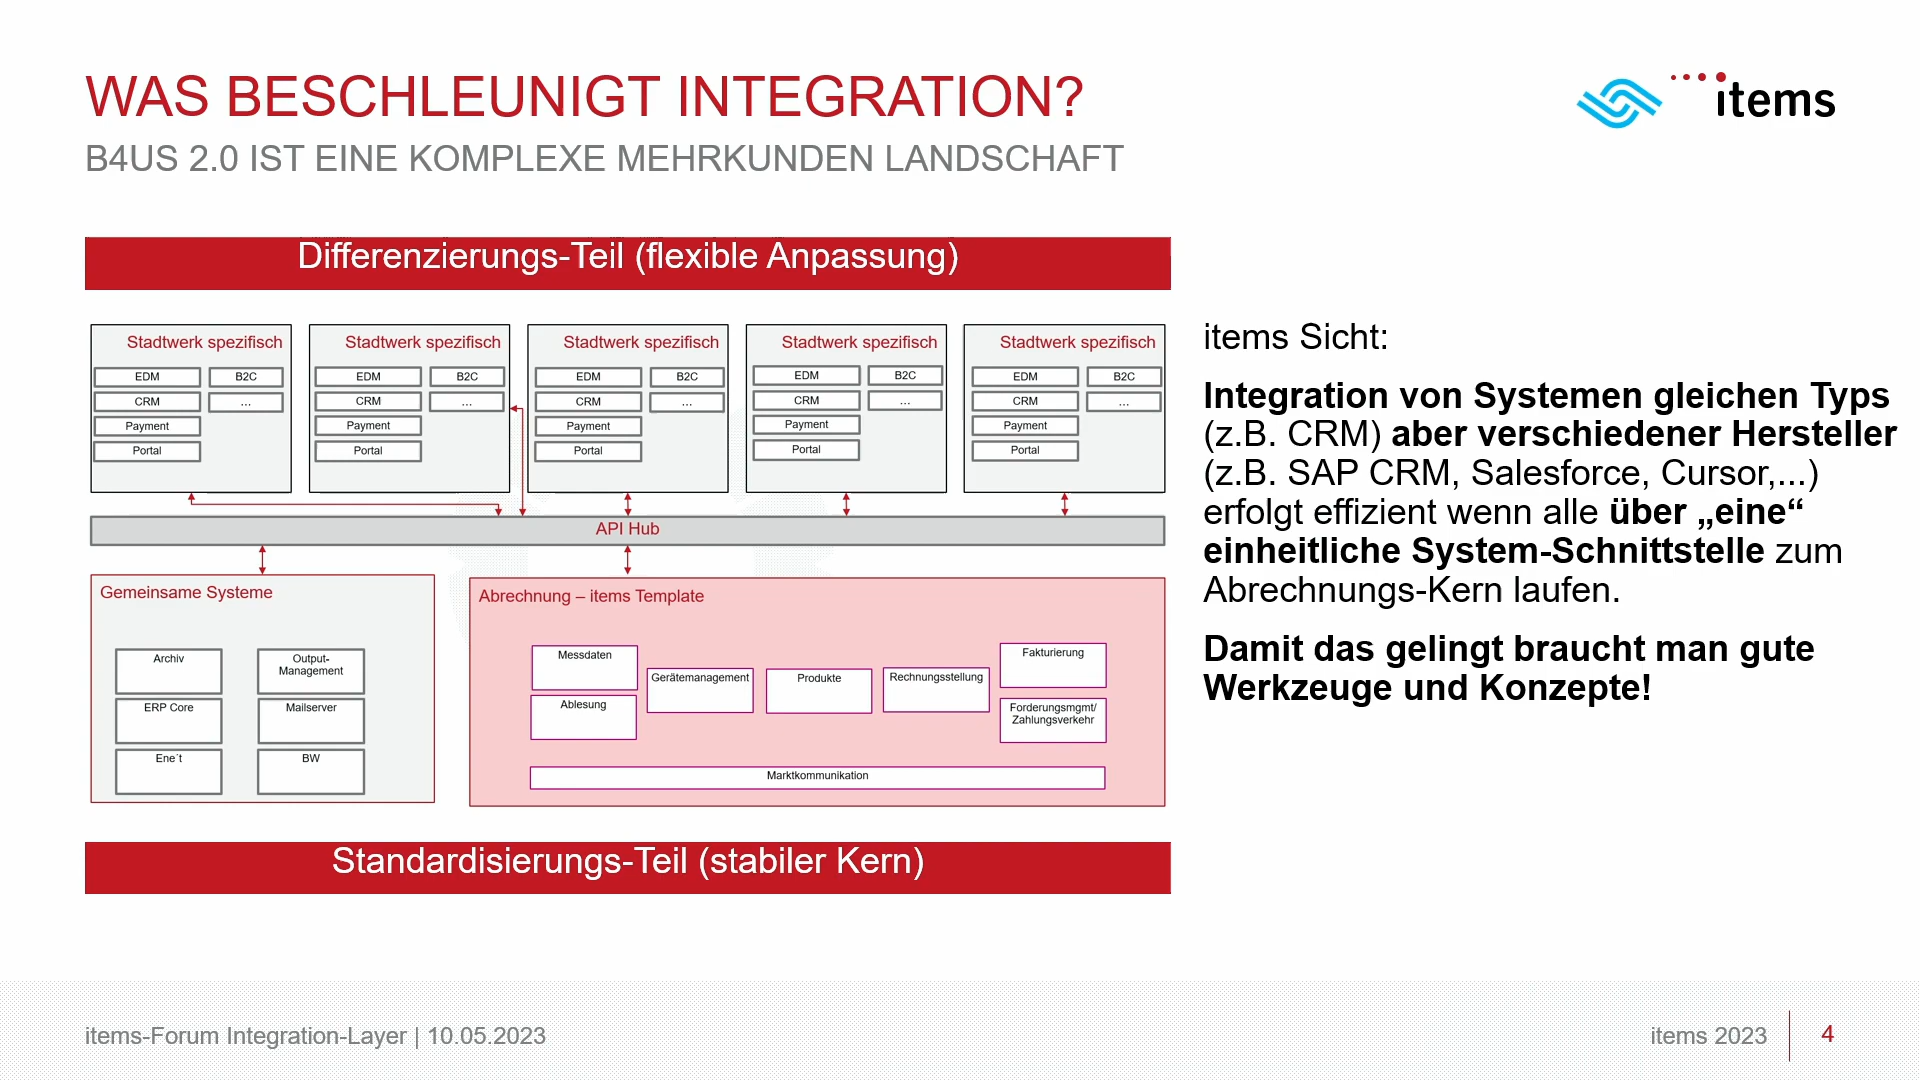 WAS BESCHLEUNIGT INTEGRATION?
B4US 2.0 IST EINE KOMPLEXE MEHRKUNDEN LANDSCHAFT
items
Differenzierungs-Teil (flexible Anpassung)
Stadtwerk spezifisch
EDM
B2C
CRM
...
Payment
Portal
Stadtwerk spezifisch
EDM
B2C
CRM
...
Payment
Portal
Stadtwerk spezifisch
EDM
B2C
CRM
...
Payment
Portal
Stadtwerk spezifisch
EDM
B2C
CRM
...
Payment
Portal
Stadtwerk spezifisch
EDM
B2C
CRM
...
Payment
Portal
API Hub
Gemeinsame Systeme
Archiv
Output-
Management
ERP Core
Mailserver
Ene´t
BW
Abrechnung – items Template
Messdaten
Ablesung
Gerätemanagement
Produkte
Rechnungsstellung
Fakturierung
Forderungsmgmt/
Zahlungsverkehr
Marktkommunikation
Standardisierungs-Teil (stabiler Kern)
items Sicht:
Integration von Systemen gleichen Typs
(z.B. CRM) aber verschiedener Hersteller
(z.B. SAP CRM, Salesforce, Cursor,...)
erfolgt effizient wenn alle über „eine“
einheitliche System-Schnittstelle zum
Abrechnungs-Kern laufen.
Damit das gelingt braucht man gute
Werkzeuge und Konzepte!
items-Forum Integration-Layer | 10.05.2023
items 2023
4